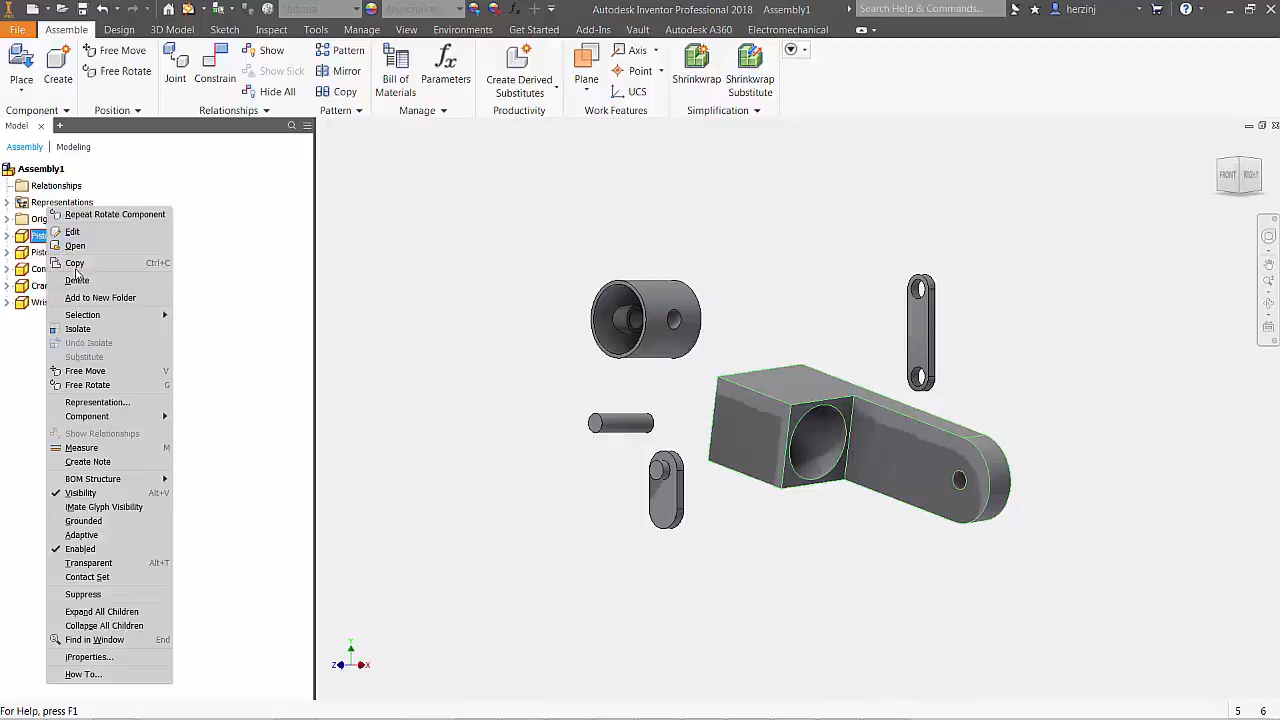 PRO
Tutorial
Appearance
Autodesk Inventor Professional 2018 Assembly1
Search Help & Commands...
herzinj
File
Assemble
Design
3D Model
Sketch
Inspect
Tools
Manage
View
Environments
Get Started
Add-Ins
Vault
Autodesk A360
Electromechanical
Place
Create
Free Move
Free Rotate
Component
Position
Joint
Constrain
Show
Show Sick
Hide All
Relationships
Pattern
Mirror
Copy
Pattern
Bill of
Materials
Parameters
Manage
Create Derived
Substitutes
Productivity
Plane
Axis
Point
UCS
Work Features
Shrinkwrap
Shrinkwrap
Substitute
Simplification
Model
Assembly
Modeling
Assembly1
Relationships
Representations
Repeat Rotate Component
Edit
Open
Copy Ctrl+C
Delete
Add to New Folder
Selection
Isolate
Undo Isolate
Substitute
Free Move V
Free Rotate G
Representation...
Component
Show Relationships
Measure M
Create Note
BOM Structure
Visibility Alt+V
iMate Glyph Visibility
Grounded
Adaptive
Enabled
Transparent Alt+T
Contact Set
Suppress
Expand All Children
Collapse All Children
Find in Window End
iProperties...
How To...
FRONT
RIGHT
Y
Z
X
For Help, press F1
5 6